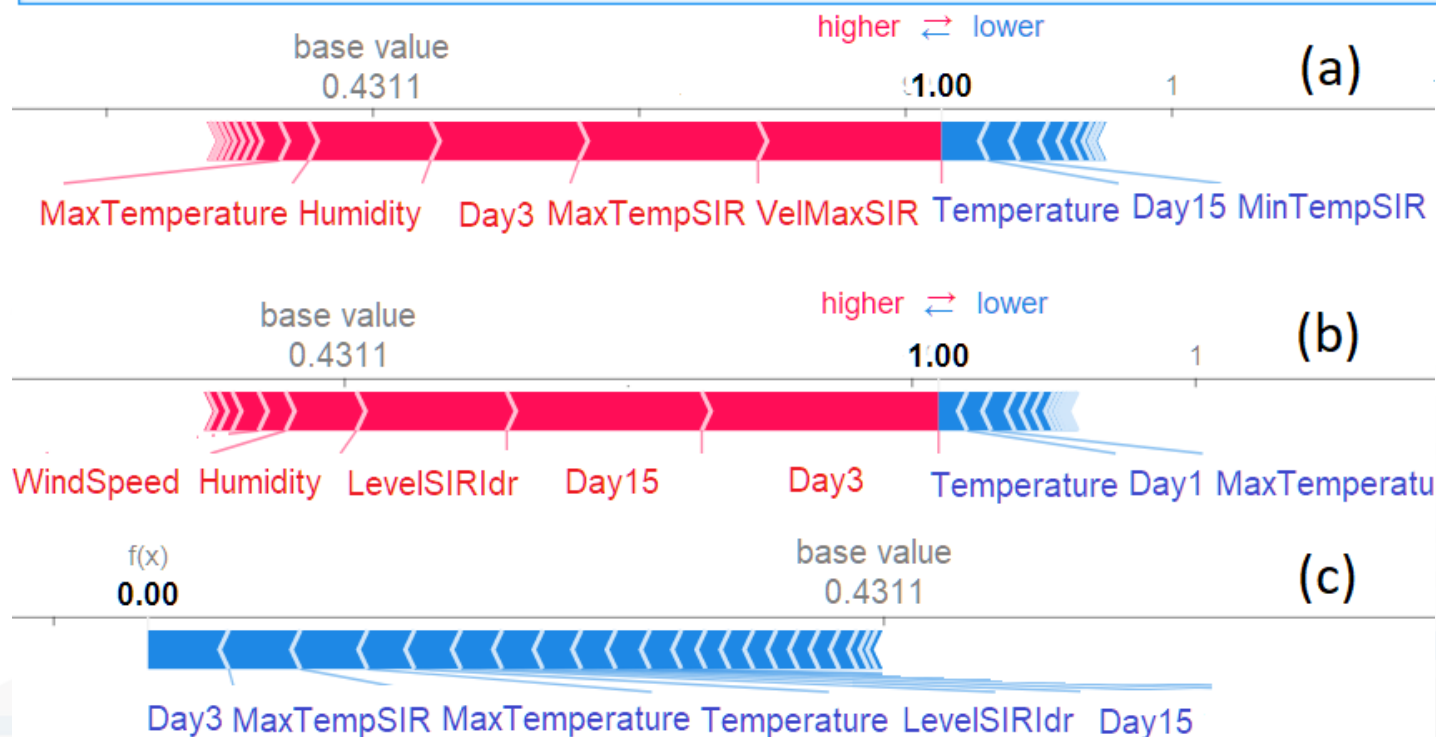 higher ⇄ lower
base value
0.4311 1.00 1 (a)
MaxTemperature Humidity Day3 MaxTempSIR VelMaxSIR Temperature Day15 MinTempSIR
higher ⇄ lower
base value
0.4311 1.00 1 (b)
WindSpeed Humidity LevelSIRIdr Day15 Day3 Temperature Day1 MaxTemperatu
f(x) base value
0.00 0.4311 (c)
Day3 MaxTempSIR MaxTemperature Temperature LevelSIRIdr Day15